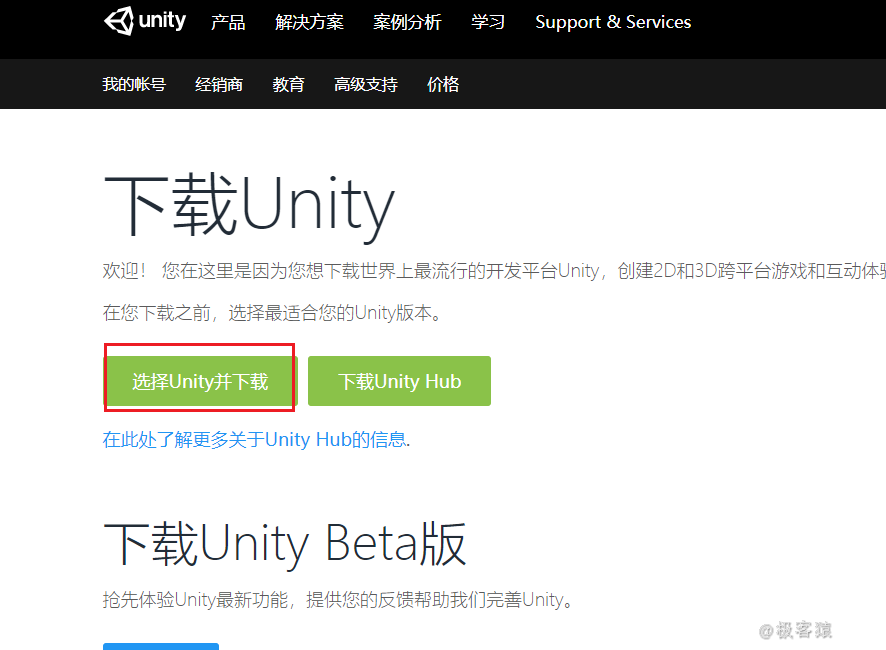 unity 产品 解决方案 案例分析 学习 Support & Services
我的帐号 经销商 教育 高级支持 价格
下载Unity
欢迎！ 您在这里是因为您想下载世界上最流行的开发平台Unity，创建2D和3D跨平台游戏和互动体验
在您下载之前，选择最适合您的Unity版本。
选择Unity并下载 下载Unity Hub
在此处了解更多关于Unity Hub的信息.
下载Unity Beta版
抢先体验Unity最新功能，提供您的反馈帮助我们完善Unity。
@极客猿